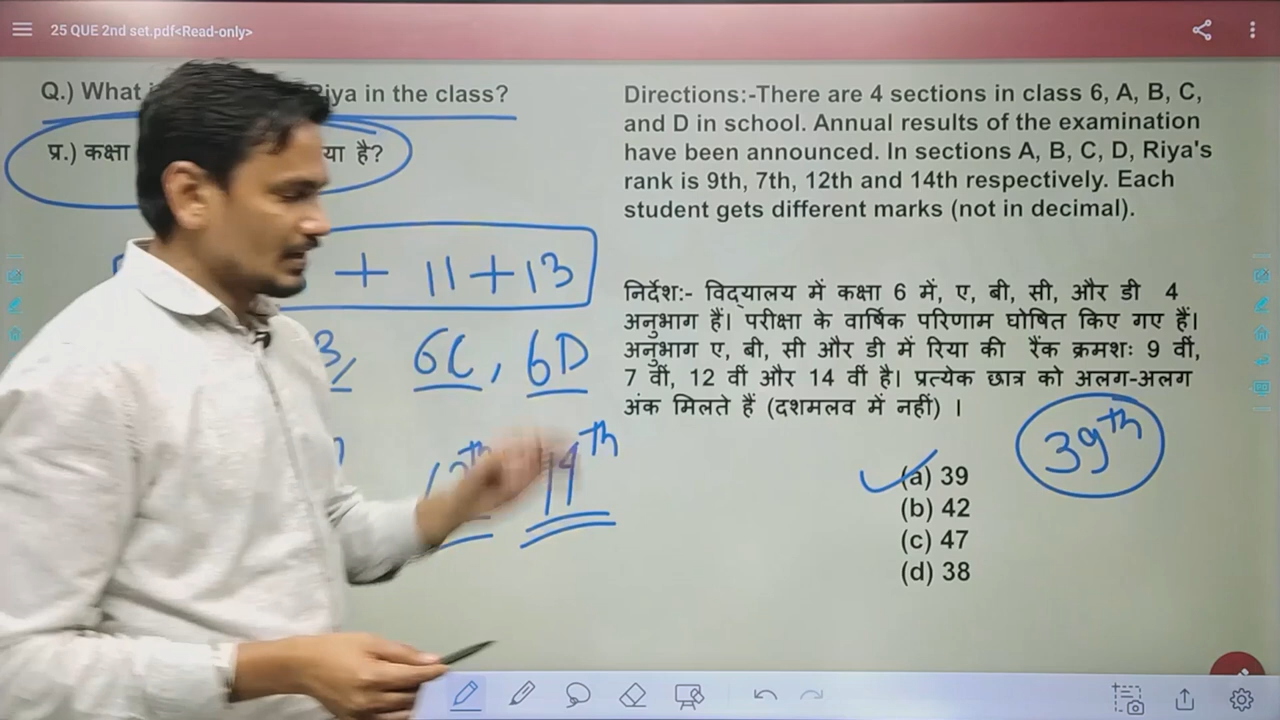 25 QUE 2nd set.pdf<Read-only>
Q.) What Riya in the class?
प्र.) कक्षा या है?
+ 11 + 13
6C, 6D
14th
Directions:-There are 4 sections in class 6, A, B, C,
and D in school. Annual results of the examination
have been announced. In sections A, B, C, D, Riya's
rank is 9th, 7th, 12th and 14th respectively. Each
student gets different marks (not in decimal).
निर्देश:- विद्यालय में कक्षा 6 में, ए, बी, सी, और डी 4
अनुभाग हैं। परीक्षा के वार्षिक परिणाम घोषित किए गए हैं।
अनुभाग ए, बी, सी और डी में रिया की रैंक क्रमशः 9 वीं,
7 वीं, 12 वीं और 14 वीं है। प्रत्येक छात्र को अलग-अलग
अंक मिलते हैं (दशमलव में नहीं) ।
39th
(a) 39
(b) 42
(c) 47
(d) 38